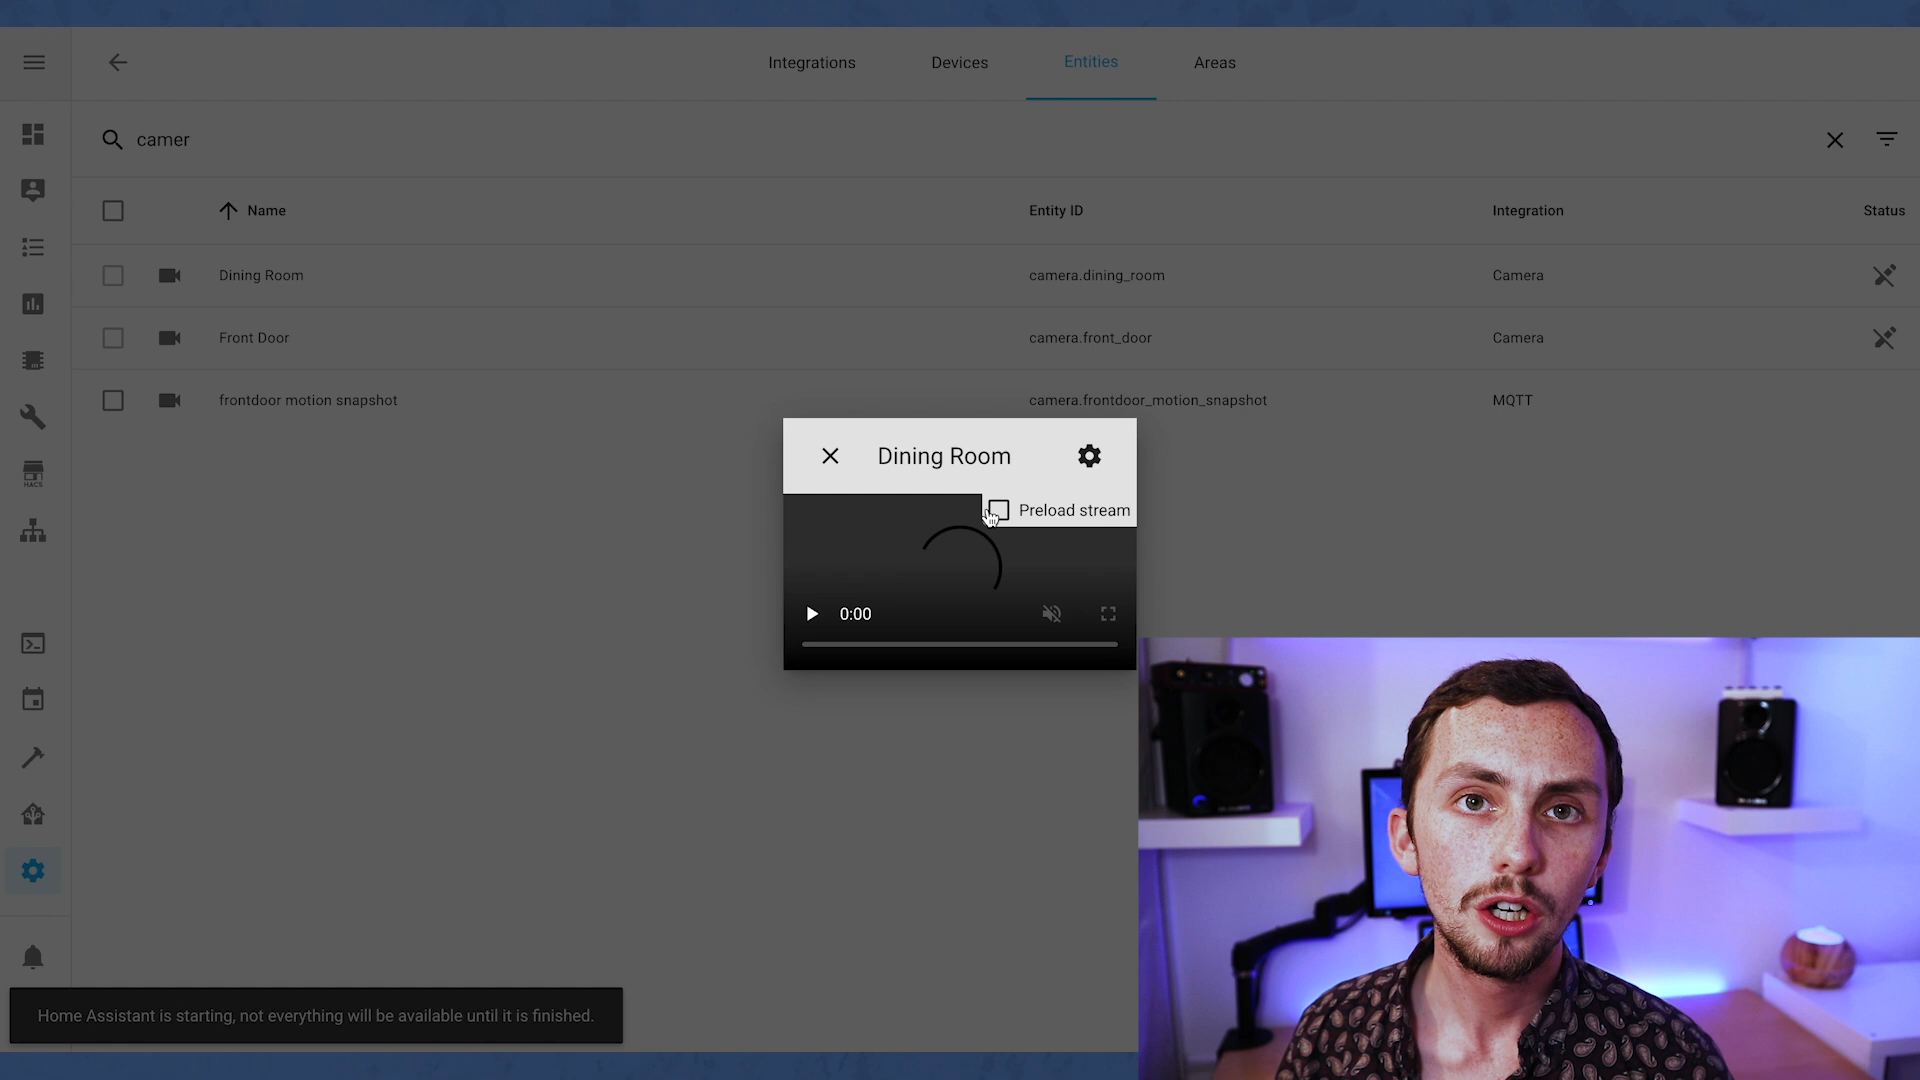 Integrations Devices Entities Areas
camer
Name Entity ID Integration Status
Dining Room camera.dining_room Camera
Front Door camera.front_door Camera
frontdoor motion snapshot camera.frontdoor_motion_snapshot MQTT
Dining Room
Preload stream
0:00
HACS
Home Assistant is starting, not everything will be available until it is finished.